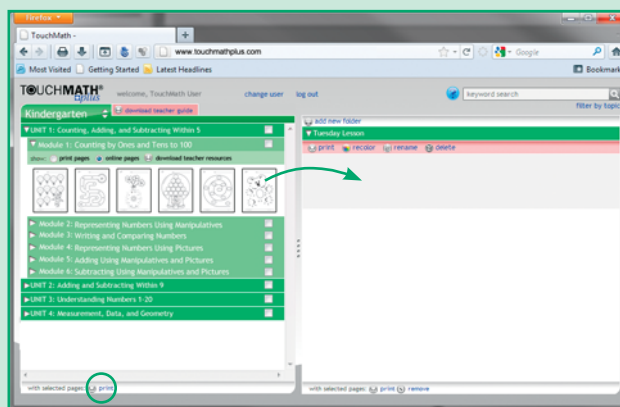 Firefox
TouchMath -
www.touchmathplus.com
Google
Most Visited Getting Started Latest Headlines
Bookmark
TOUCHMATH® plus
welcome, TouchMath User
change user
log out
keyword search
filter by topic
Kindergarten
download teacher guide
UNIT 1: Counting, Adding, and Subtracting Within 5
Module 1: Counting by Ones and Tens to 100
show: print pages online pages download teacher resources
Module 2: Representing Numbers Using Manipulatives
Module 3: Writing and Comparing Numbers
Module 4: Representing Numbers Using Pictures
Module 5: Adding Using Manipulatives and Pictures
Module 6: Subtracting Using Manipulatives and Pictures
UNIT 2: Adding and Subtracting Within 9
UNIT 3: Understanding Numbers 1-20
UNIT 4: Measurement, Data, and Geometry
with selected pages: print
add new folder
Tuesday Lesson
print recolor rename delete
with selected pages: print remove